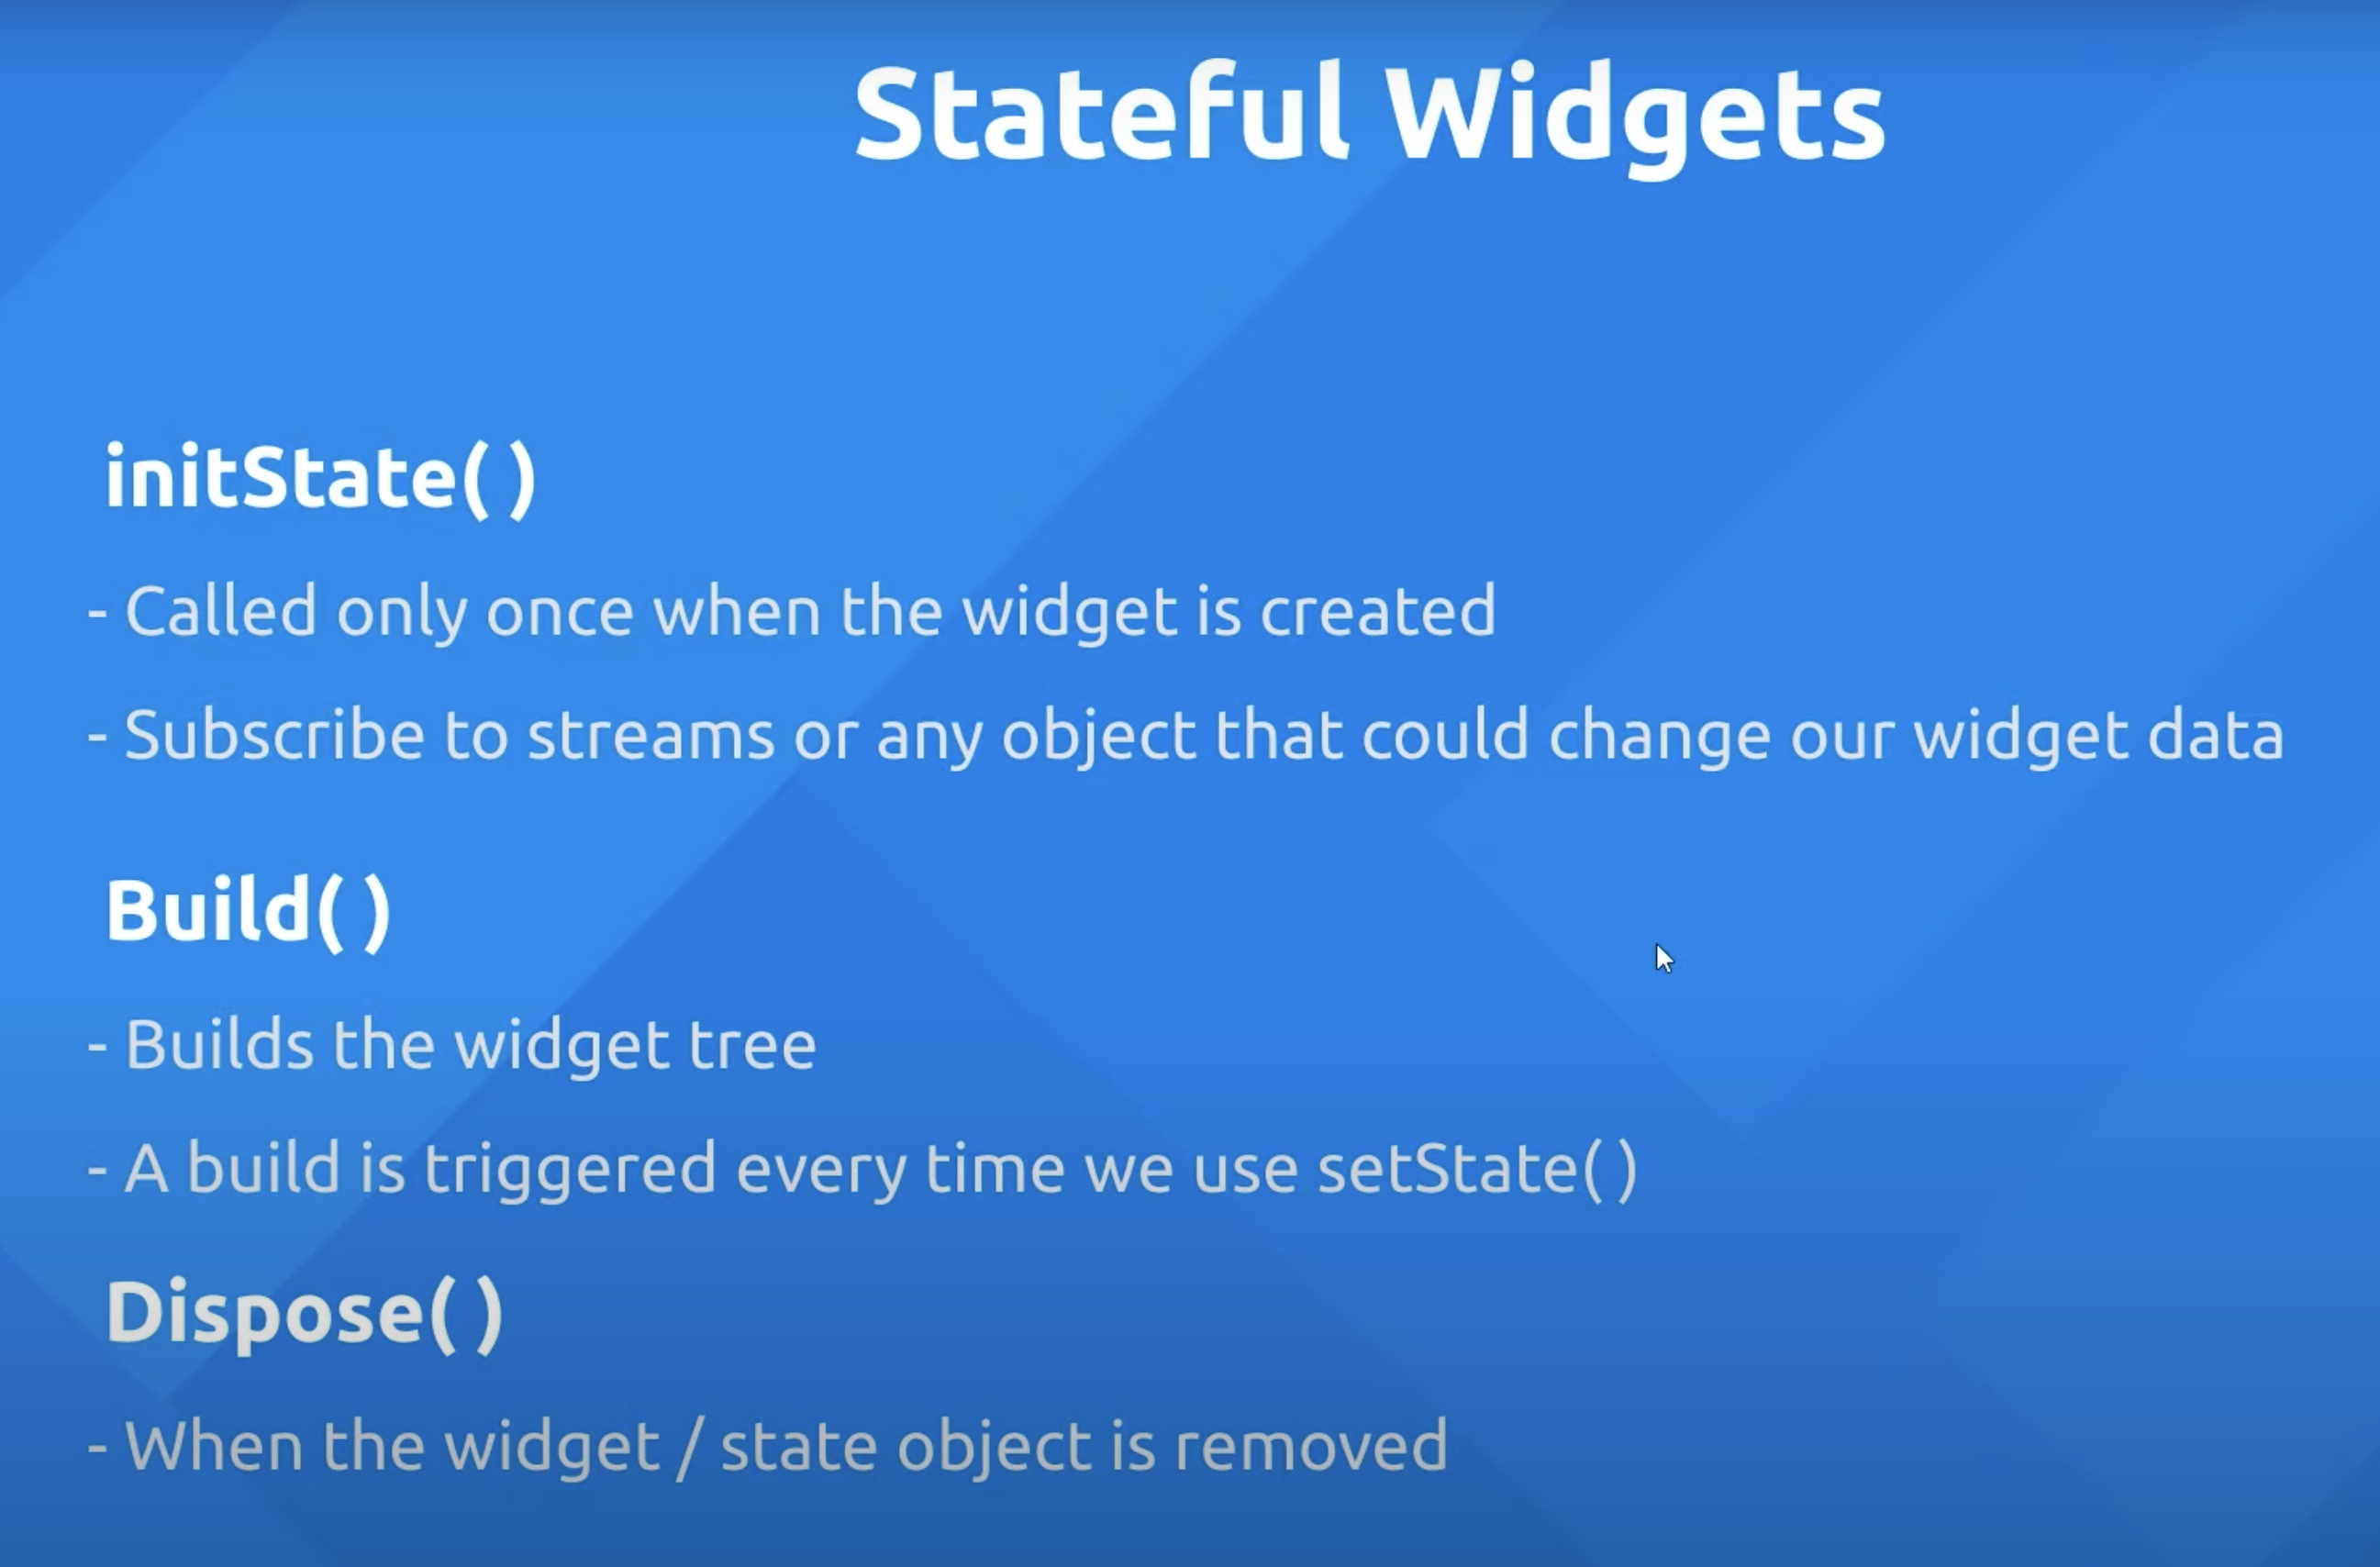 Stateful Widgets
initState( )
- Called only once when the widget is created
- Subscribe to streams or any object that could change our widget data
Build( )
- Builds the widget tree
- A build is triggered every time we use setState( )
Dispose( )
- When the widget / state object is removed